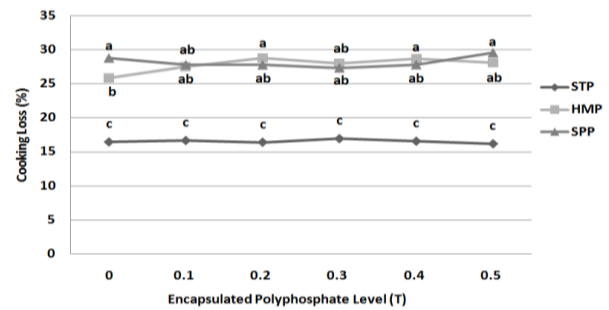 35
30
25
20
15
10
5
0
Cooking Loss (%)
a ab a ab a a
b ab ab ab ab ab
c c c c c c
0 0.1 0.2 0.3 0.4 0.5
Encapsulated Polyphosphate Level (T)
STP
HMP
SPP